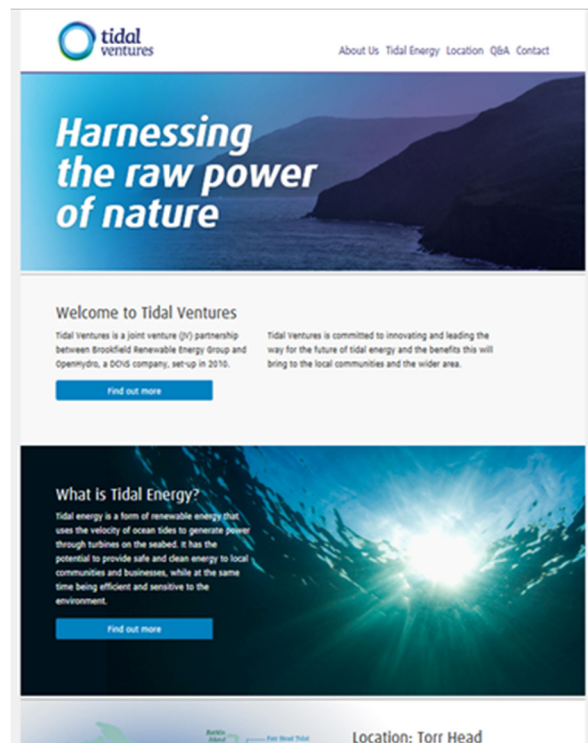 tidal
ventures
About Us Tidal Energy Location Q&A Contact
Harnessing
the raw power
of nature
Welcome to Tidal Ventures
Tidal Ventures is a joint venture (JV) partnership
between Brookfield Renewable Energy Group and
OpenHydro, a DCNS company, set-up in 2010.
Find out more
Tidal Ventures is committed to innovating and leading the
way for the future of tidal energy and the benefits this will
bring to the local communities and the wider area.
What is Tidal Energy?
Tidal energy is a form of renewable energy that
uses the velocity of ocean tides to generate power
through turbines on the seabed. It has the
potential to provide safe and clean energy to local
communities and businesses, while at the same
time being efficient and sensitive to the
environment.
Find out more
Rathlin
Island
Fair Head Tidal
Location: Torr Head